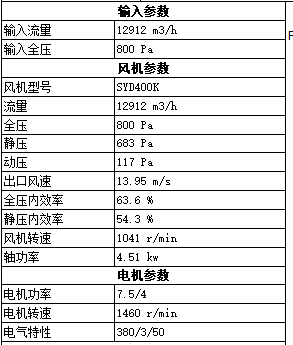 输入参数
输入流量 12912 m3/h
输入全压 800 Pa
风机参数
风机型号 SYD400K
流量 12912 m3/h
全压 800 Pa
静压 683 Pa
动压 117 Pa
出口风速 13.95 m/s
全压内效率 63.6 %
静压内效率 54.3 %
风机转速 1041 r/min
轴功率 4.51 kw
电机参数
电机功率 7.5/4
电机转速 1460 r/min
电气特性 380/3/50